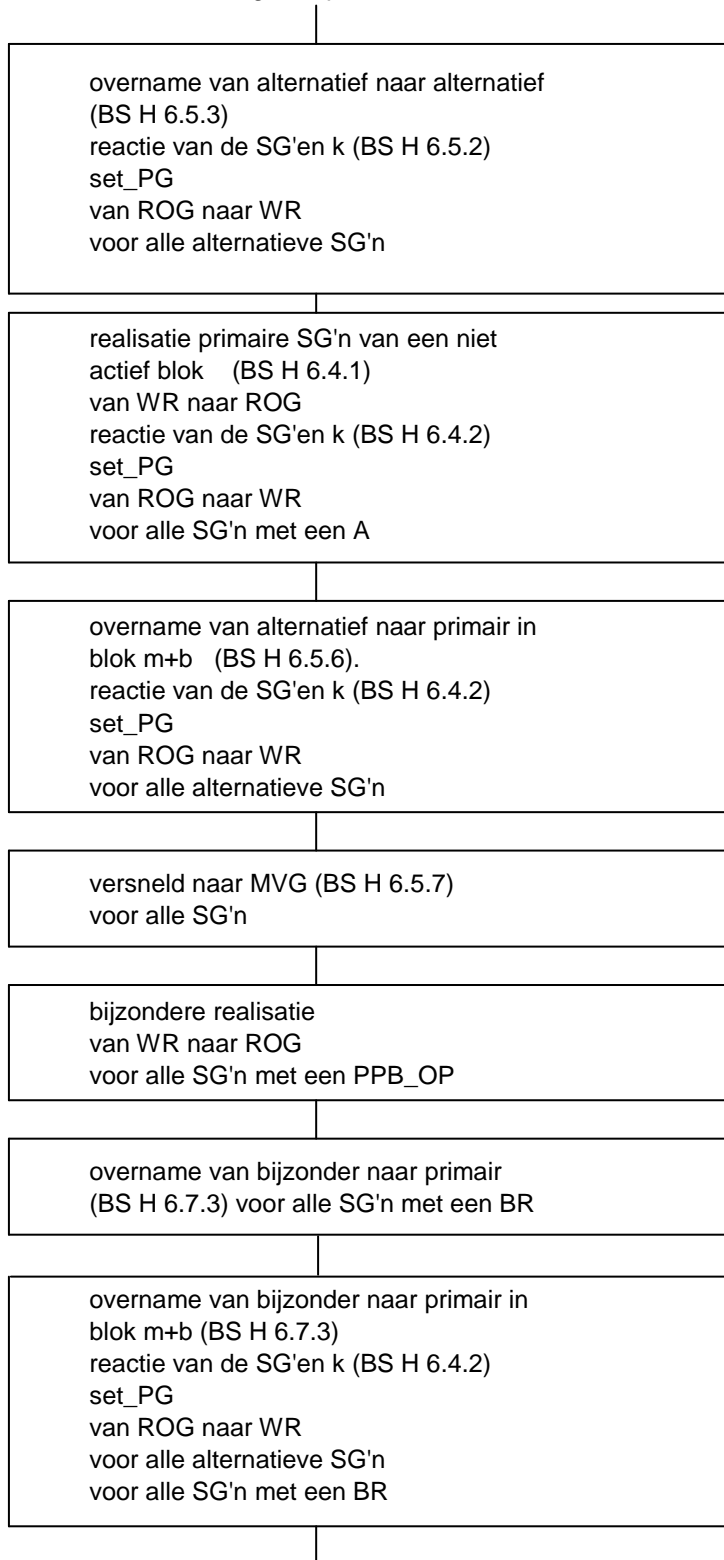 overname van alternatief naar alternatief
(BS H 6.5.3)
reactie van de SG'en k (BS H 6.5.2)
set_PG
van ROG naar WR
voor alle alternatieve SG'n
realisatie primaire SG'n van een niet
actief blok (BS H 6.4.1)
van WR naar ROG
reactie van de SG'en k (BS H 6.4.2)
set_PG
van ROG naar WR
voor alle SG'n met een A
overname van alternatief naar primair in
blok m+b (BS H 6.5.6).
reactie van de SG'en k (BS H 6.4.2)
set_PG
van ROG naar WR
voor alle alternatieve SG'n
versneld naar MVG (BS H 6.5.7)
voor alle SG'n
bijzondere realisatie
van WR naar ROG
voor alle SG'n met een PPB_OP
overname van bijzonder naar primair
(BS H 6.7.3) voor alle SG'n met een BR
overname van bijzonder naar primair in
blok m+b (BS H 6.7.3)
reactie van de SG'en k (BS H 6.4.2)
set_PG
van ROG naar WR
voor alle alternatieve SG'n
voor alle SG'n met een BR